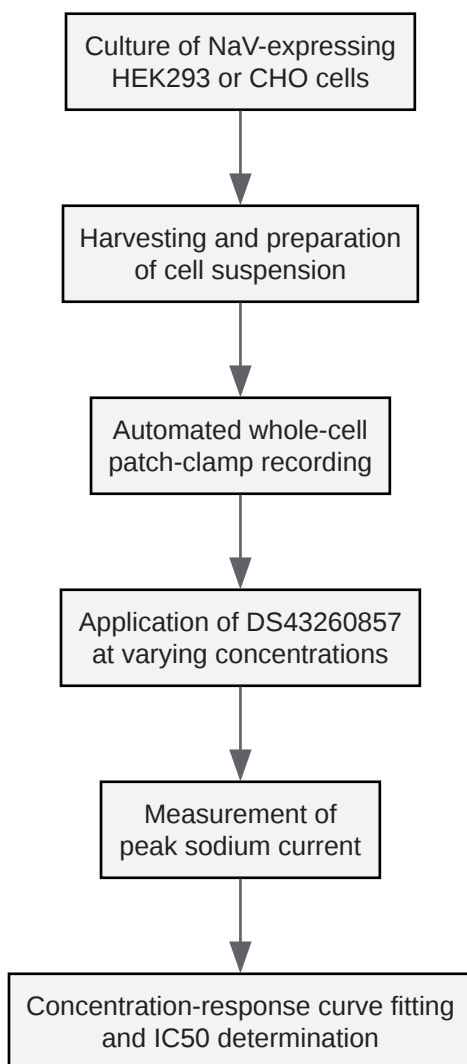 Culture of NaV-expressing
HEK293 or CHO cells
Harvesting and preparation
of cell suspension
Automated whole-cell
patch-clamp recording
Application of DS43260857
at varying concentrations
Measurement of
peak sodium current
Concentration-response curve fitting
and IC50 determination